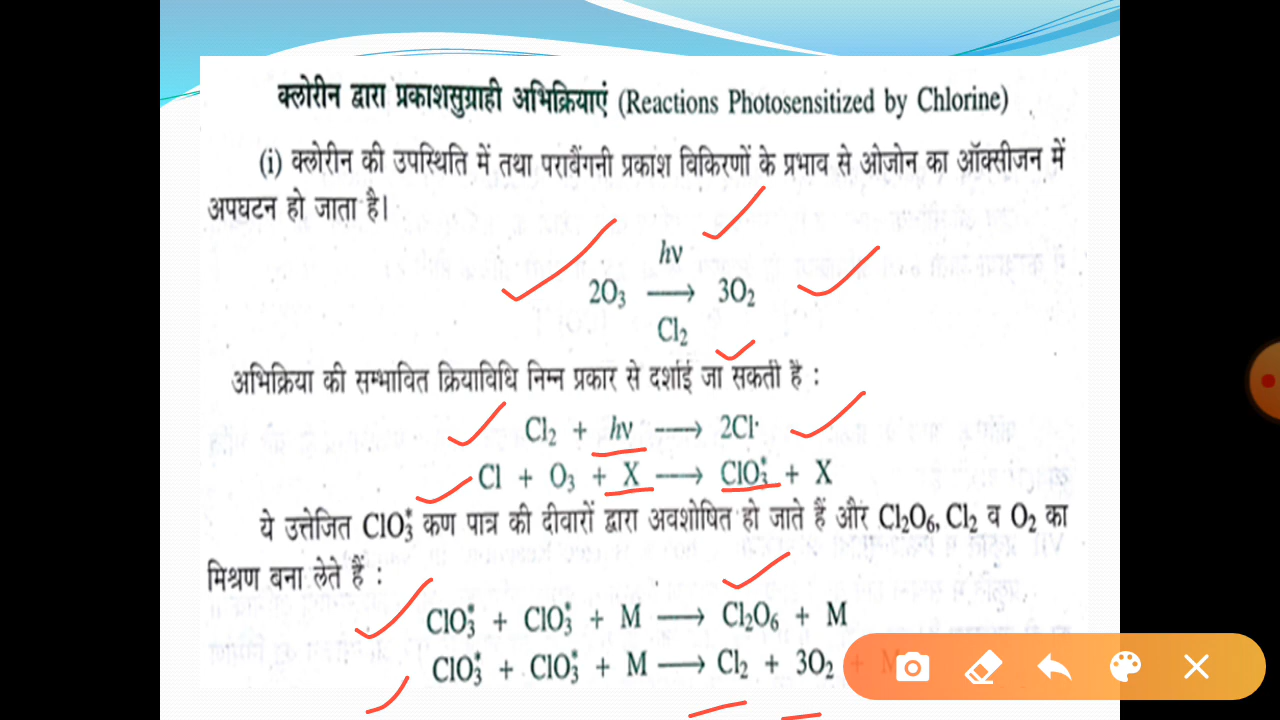 क्लोरीन द्वारा प्रकाशसुग्राही अभिक्रियाएं (Reactions Photosensitized by Chlorine)
(i) क्लोरीन की उपस्थिति में तथा पराबैंगनी प्रकाश विकिरणों के प्रभाव से ओजोन का ऑक्सीजन में
अपघटन हो जाता है।
hν
2O₃ ⟶ 3O₂
Cl₂
अभिक्रिया की सम्भावित क्रियाविधि निम्न प्रकार से दर्शाई जा सकती है :
Cl₂ + hν ⟶ 2Cl·
Cl + O₃ + X ⟶ ClO₃* + X
ये उत्तेजित ClO₃* कण पात्र की दीवारों द्वारा अवशोषित हो जाते हैं और Cl₂O₆, Cl₂ व O₂ का
मिश्रण बना लेते हैं :
ClO₃* + ClO₃* + M ⟶ Cl₂O₆ + M
ClO₃* + ClO₃* + M ⟶ Cl₂ + 3O₂ + M